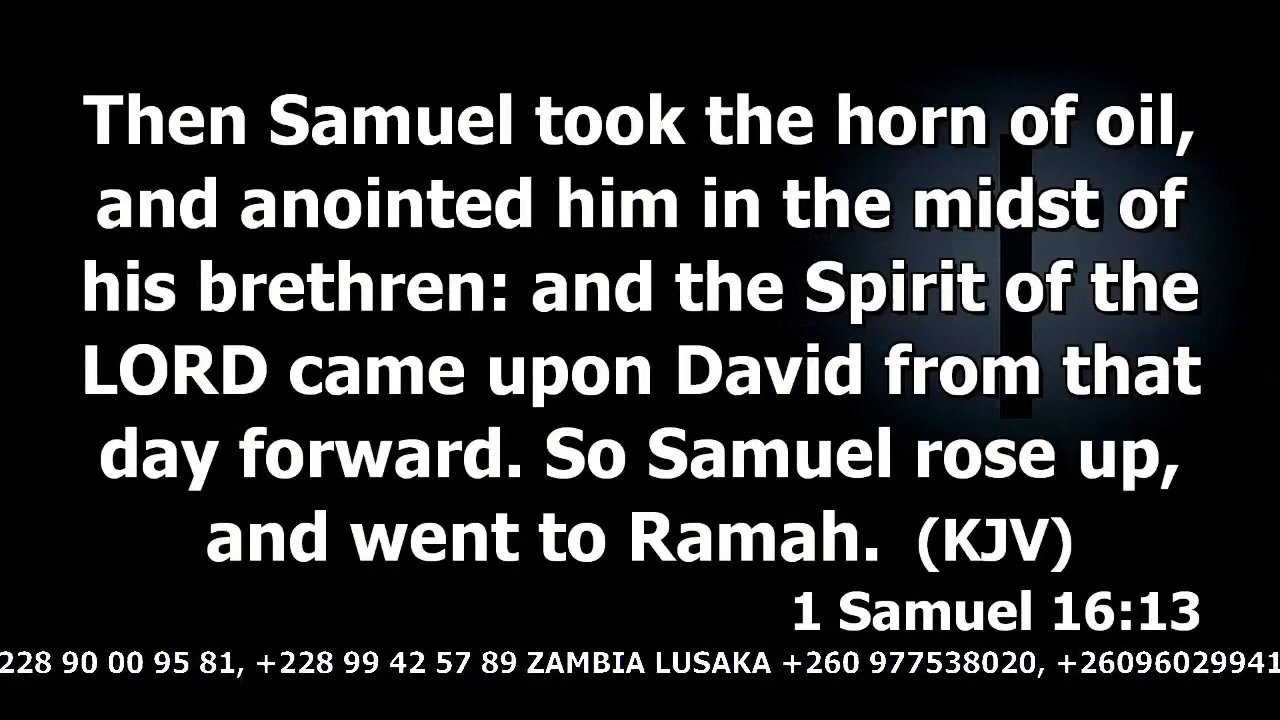 Then Samuel took the horn of oil,
and anointed him in the midst of
his brethren: and the Spirit of the
LORD came upon David from that
day forward. So Samuel rose up,
and went to Ramah. (KJV)
1 Samuel 16:13
228 90 00 95 81, +228 99 42 57 89 ZAMBIA LUSAKA +260 977538020, +26096029941